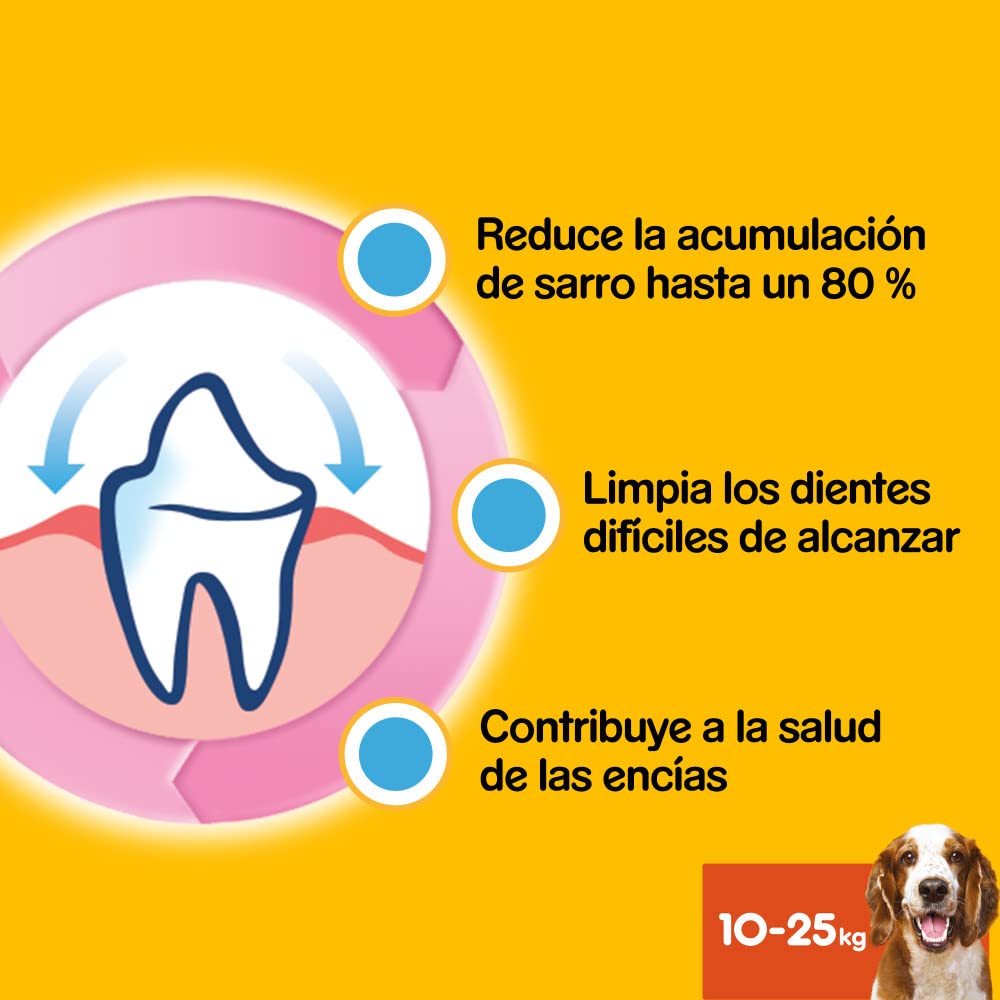 Reduce la acumulación
de sarro hasta un 80 %
Limpia los dientes
difíciles de alcanzar
Contribuye a la salud
de las encías
10-25kg